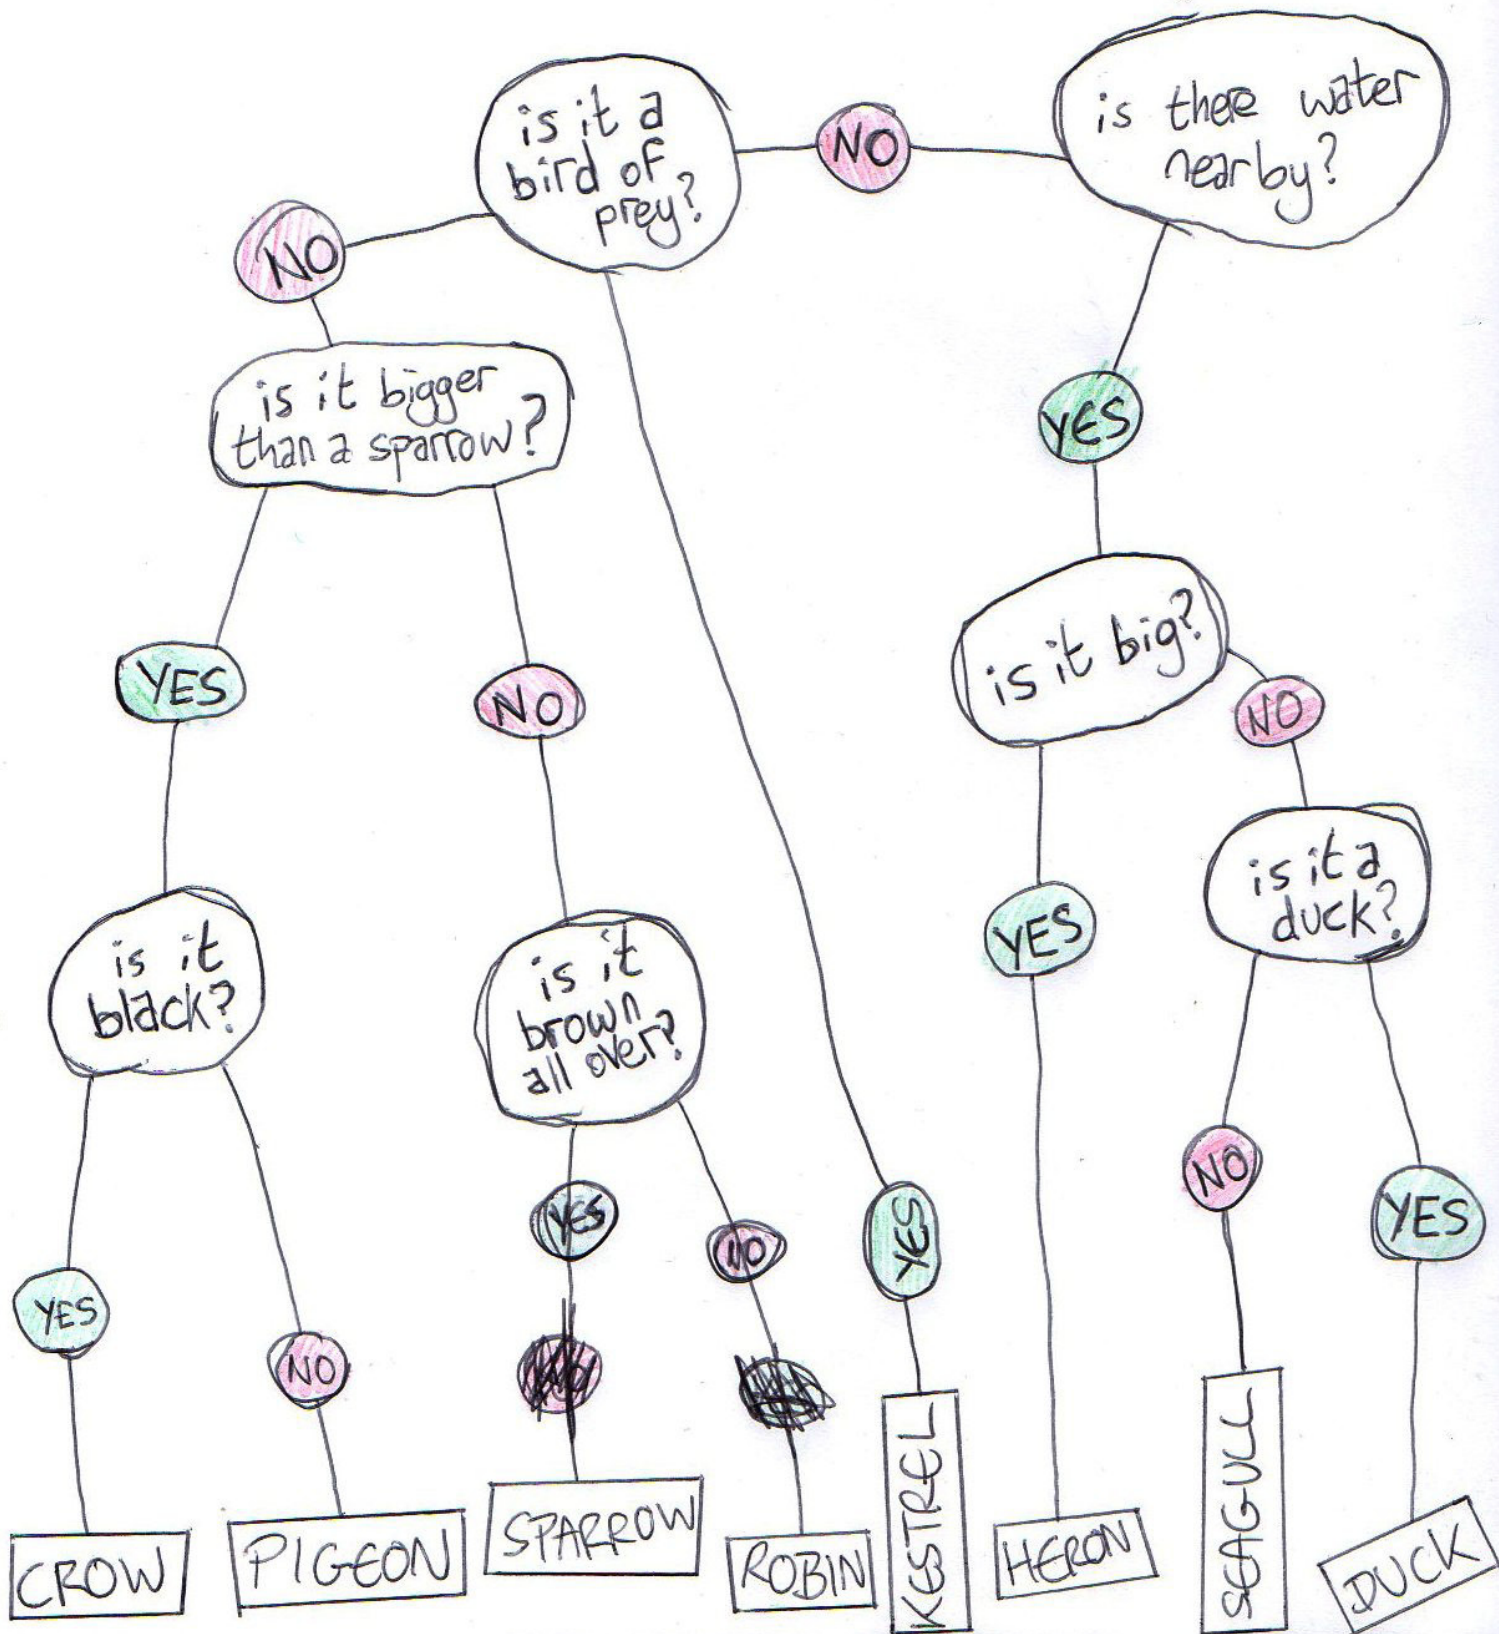 is there water
nearby?
NO
is it a
bird of
prey?
NO
YES
is it bigger
than a sparrow?
is it big?
YES
NO
NO
is it a
duck?
is it
black?
is it
brown
all over?
YES
YES
NO
YES
NO
YES
NO
YES
NO
CROW
PIGEON
SPARROW
ROBIN
KESTREL
HERON
SEAGULL
DUCK